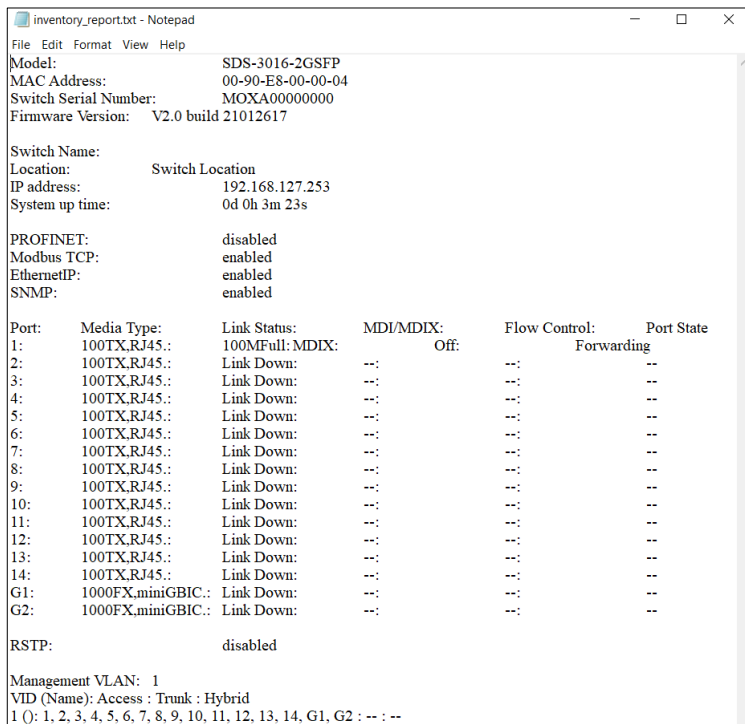 inventory_report.txt - Notepad
File Edit Format View Help
Model: SDS-3016-2GSFP
MAC Address: 00-90-E8-00-00-04
Switch Serial Number: MOXA00000000
Firmware Version: V2.0 build 21012617
Switch Name:
Location: Switch Location
IP address: 192.168.127.253
System up time: 0d 0h 3m 23s
PROFINET: disabled
Modbus TCP: enabled
EthernetIP: enabled
SNMP: enabled
Port: Media Type: Link Status: MDI/MDIX: Flow Control: Port State
1: 100TX,RJ45.: 100MFull: MDIX: Off: Forwarding
2: 100TX,RJ45.: Link Down: --: --: --
3: 100TX,RJ45.: Link Down: --: --: --
4: 100TX,RJ45.: Link Down: --: --: --
5: 100TX,RJ45.: Link Down: --: --: --
6: 100TX,RJ45.: Link Down: --: --: --
7: 100TX,RJ45.: Link Down: --: --: --
8: 100TX,RJ45.: Link Down: --: --: --
9: 100TX,RJ45.: Link Down: --: --: --
10: 100TX,RJ45.: Link Down: --: --: --
11: 100TX,RJ45.: Link Down: --: --: --
12: 100TX,RJ45.: Link Down: --: --: --
13: 100TX,RJ45.: Link Down: --: --: --
14: 100TX,RJ45.: Link Down: --: --: --
G1: 1000FX,miniGBIC.: Link Down: --: --: --
G2: 1000FX,miniGBIC.: Link Down: --: --: --
RSTP: disabled
Management VLAN: 1
VID (Name): Access : Trunk : Hybrid
1 (): 1, 2, 3, 4, 5, 6, 7, 8, 9, 10, 11, 12, 13, 14, G1, G2 : -- : --